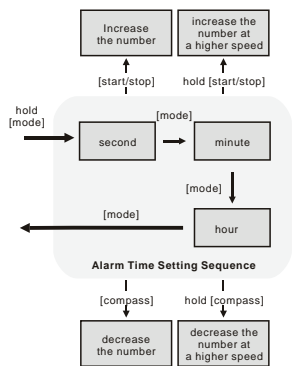 Increase
the number
increase the
number at
a higher speed
[start/stop]
hold [start/stop]
hold
[mode]
[mode]
second
minute
[mode]
[mode]
hour
Alarm Time Setting Sequence
[compass]
hold [compass]
decrease
the number
decrease the
number at
a higher speed